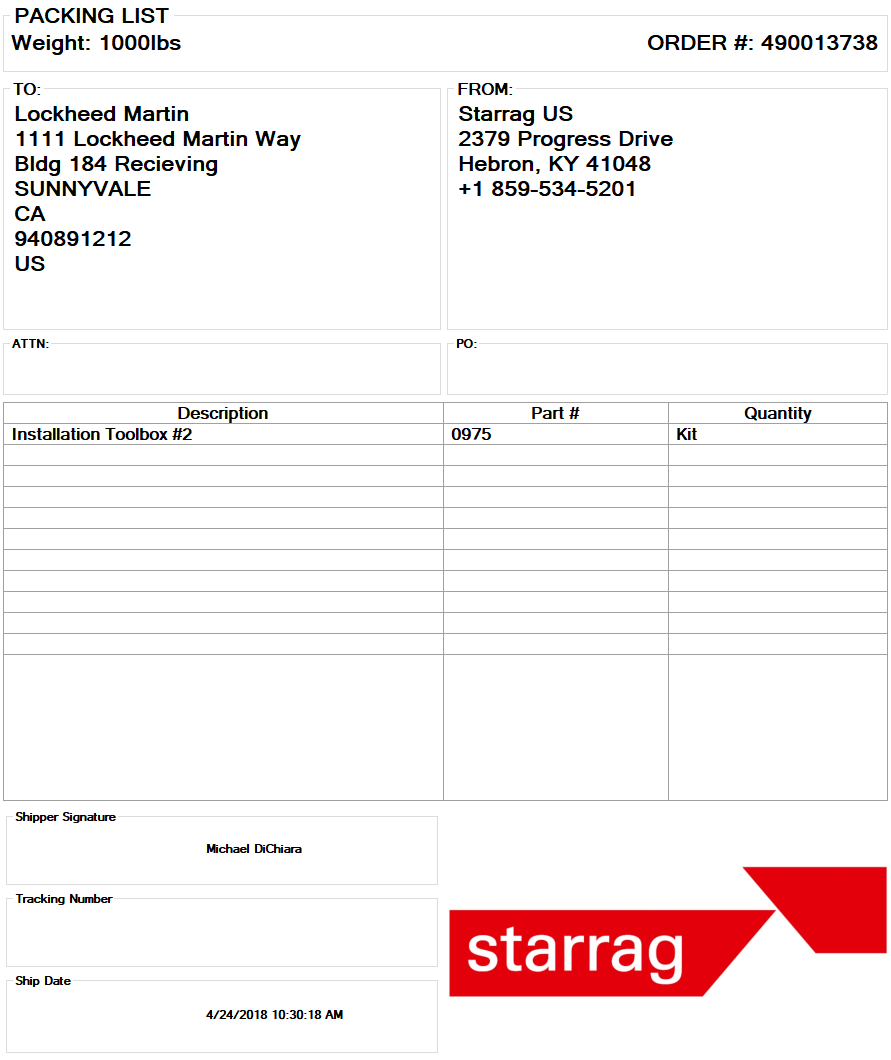 PACKING LIST
Weight: 1000lbs
ORDER #: 490013738
TO:
Lockheed Martin
1111 Lockheed Martin Way
Bldg 184 Recieving
SUNNYVALE
CA
940891212
US
FROM:
Starrag US
2379 Progress Drive
Hebron, KY 41048
+1 859-534-5201
ATTN:
PO:
Description Part # Quantity
Installation Toolbox #2 0975 Kit
Shipper Signature
Michael DiChiara
Tracking Number
Ship Date
4/24/2018 10:30:18 AM
starrag